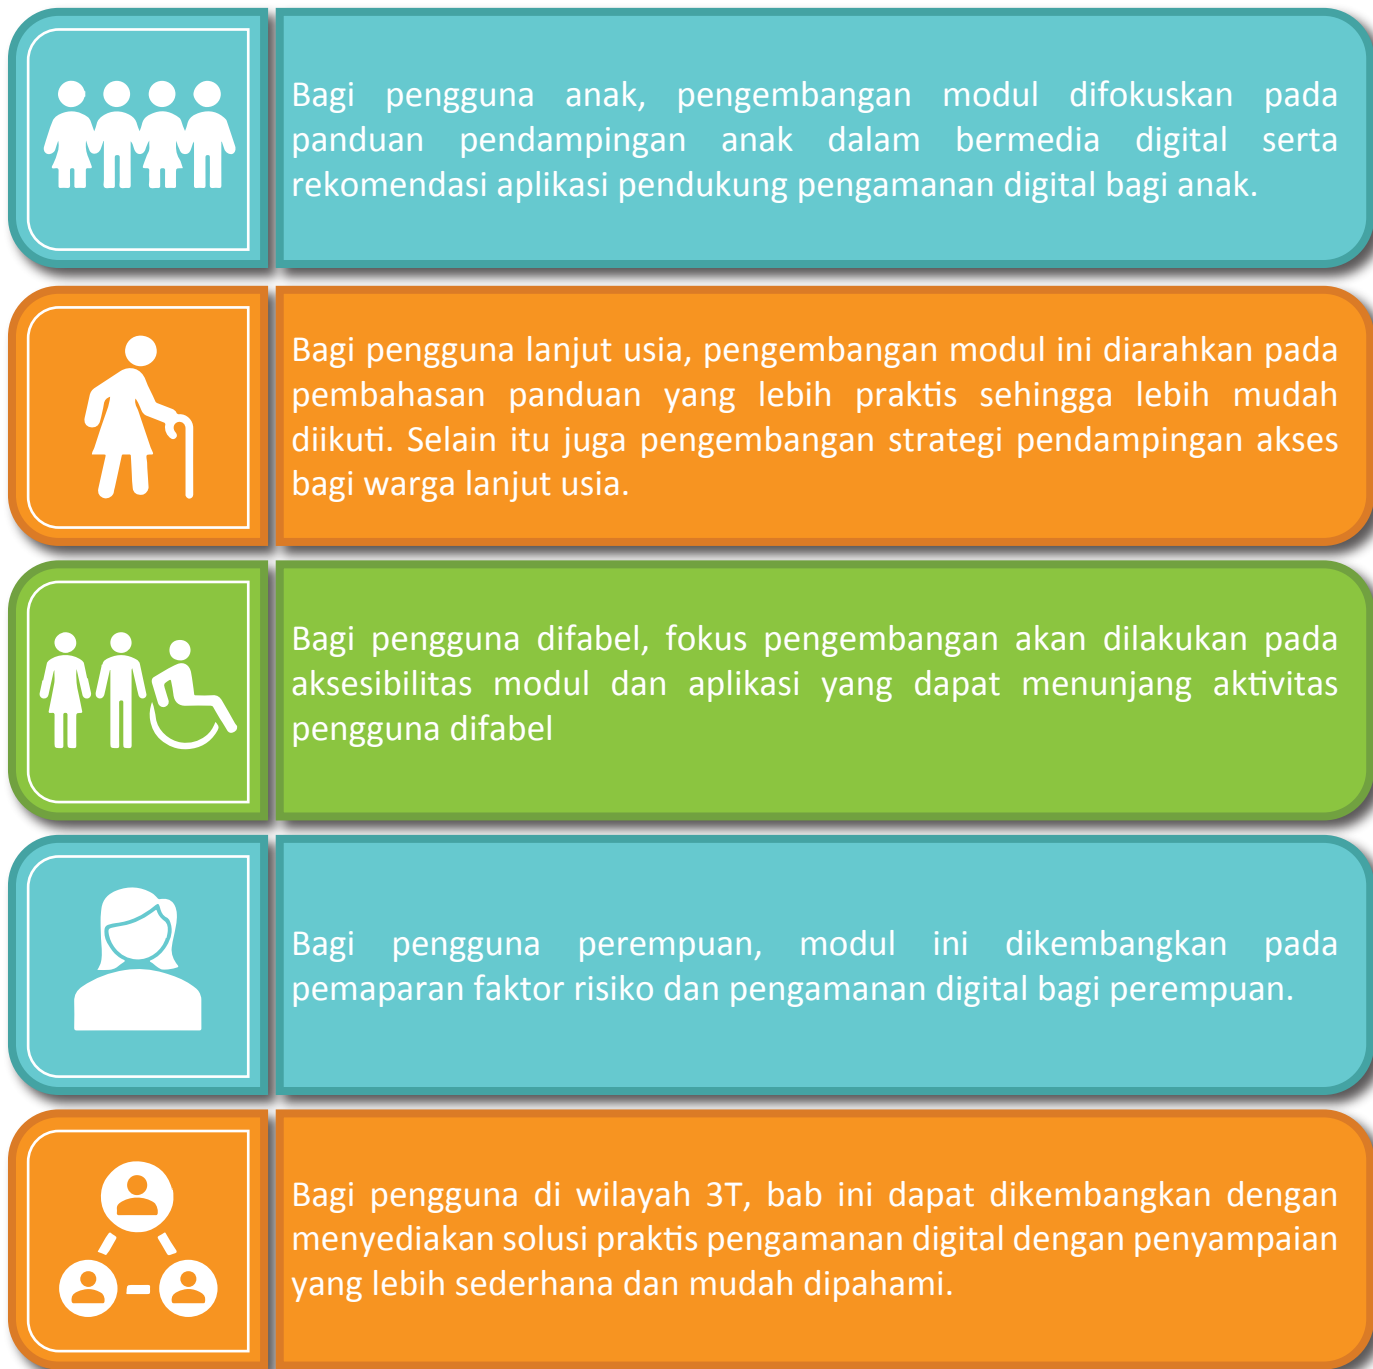 Bagi pengguna anak, pengembangan modul difokuskan pada
panduan pendampingan anak dalam bermedia digital serta
rekomendasi aplikasi pendukung pengamanan digital bagi anak.
Bagi pengguna lanjut usia, pengembangan modul ini diarahkan pada
pembahasan panduan yang lebih praktis sehingga lebih mudah
diikuti. Selain itu juga pengembangan strategi pendampingan akses
bagi warga lanjut usia.
Bagi pengguna difabel, fokus pengembangan akan dilakukan pada
aksesibilitas modul dan aplikasi yang dapat menunjang aktivitas
pengguna difabel
Bagi pengguna perempuan, modul ini dikembangkan pada
pemaparan faktor risiko dan pengamanan digital bagi perempuan.
Bagi pengguna di wilayah 3T, bab ini dapat dikembangkan dengan
menyediakan solusi praktis pengamanan digital dengan penyampaian
yang lebih sederhana dan mudah dipahami.